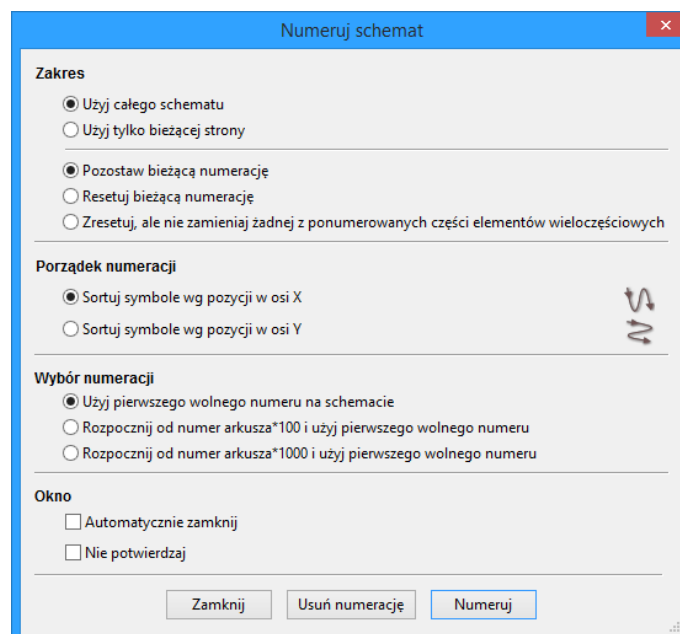 Numeruj schemat
Zakres
Użyj całego schematu
Użyj tylko bieżącej strony
Pozostaw bieżącą numerację
Resetuj bieżącą numerację
Zresetuj, ale nie zamieniaj żadnej z ponumerowanych części elementów wieloczęściowych
Porządek numeracji
Sortuj symbole wg pozycji w osi X
Sortuj symbole wg pozycji w osi Y
Wybór numeracji
Użyj pierwszego wolnego numeru na schemacie
Rozpocznij od numer arkusza*100 i użyj pierwszego wolnego numeru
Rozpocznij od numer arkusza*1000 i użyj pierwszego wolnego numeru
Okno
Automatycznie zamknij
Nie potwierdzaj
Zamknij Usuń numerację Numeruj